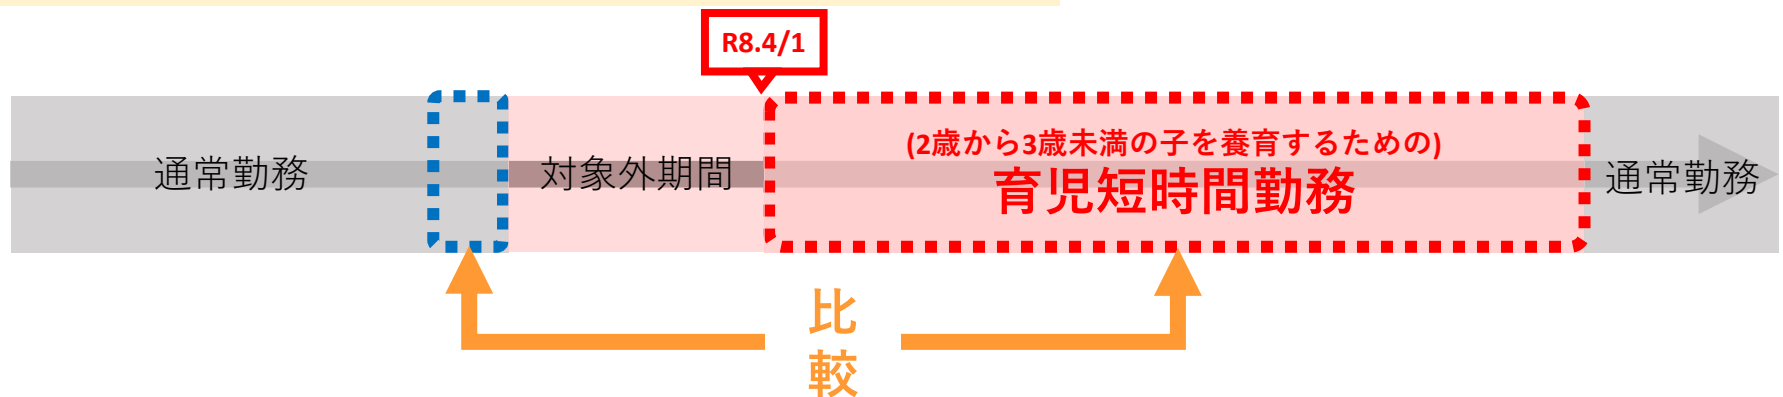 R8.4/1
通常勤務
対象外期間
(2歳から3歳未満の子を養育するための)
育児短時間勤務
通常勤務
比
較